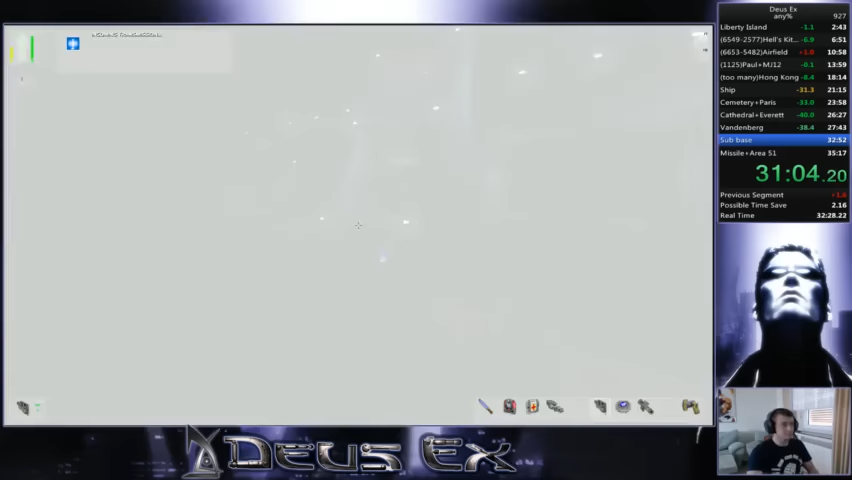 INCOMING TRANSMISSION...
Deus Ex
any% 927
Liberty Island -1.1 2:43
(6549-2577)Hell's Kit... -6.9 6:51
(6653-5482)Airfield +1.0 10:58
(1125)Paul+MJ12 -0.1 13:59
(too many)Hong Kong -8.4 18:14
Ship -31.3 21:15
Cemetery+Paris -33.0 23:58
Cathedral+Everett -40.0 26:27
Vandenberg -38.4 27:43
Sub base 32:52
Missile+Area 51 35:17
31:04.20
Previous Segment +1.6
Possible Time Save 2.16
Real Time 32:28.22
DEUS EX